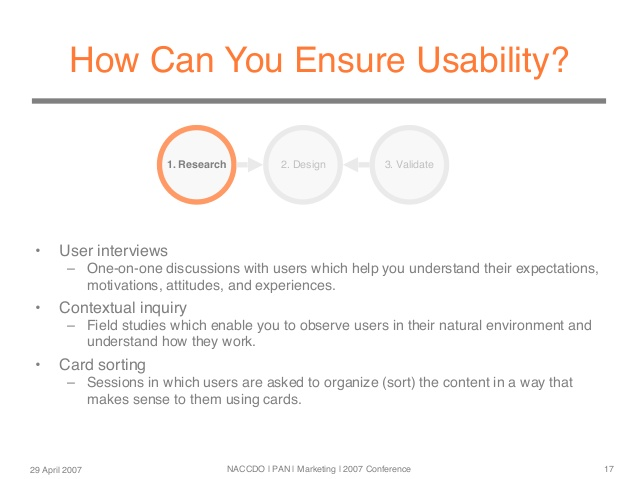 How Can You Ensure Usability?
1. Research
2. Design
3. Validate
• User interviews
– One-on-one discussions with users which help you understand their expectations,
motivations, attitudes, and experiences.
• Contextual inquiry
– Field studies which enable you to observe users in their natural environment and
understand how they work.
• Card sorting
– Sessions in which users are asked to organize (sort) the content in a way that
makes sense to them using cards.
29 April 2007
NACCDO | PAN | Marketing | 2007 Conference
17